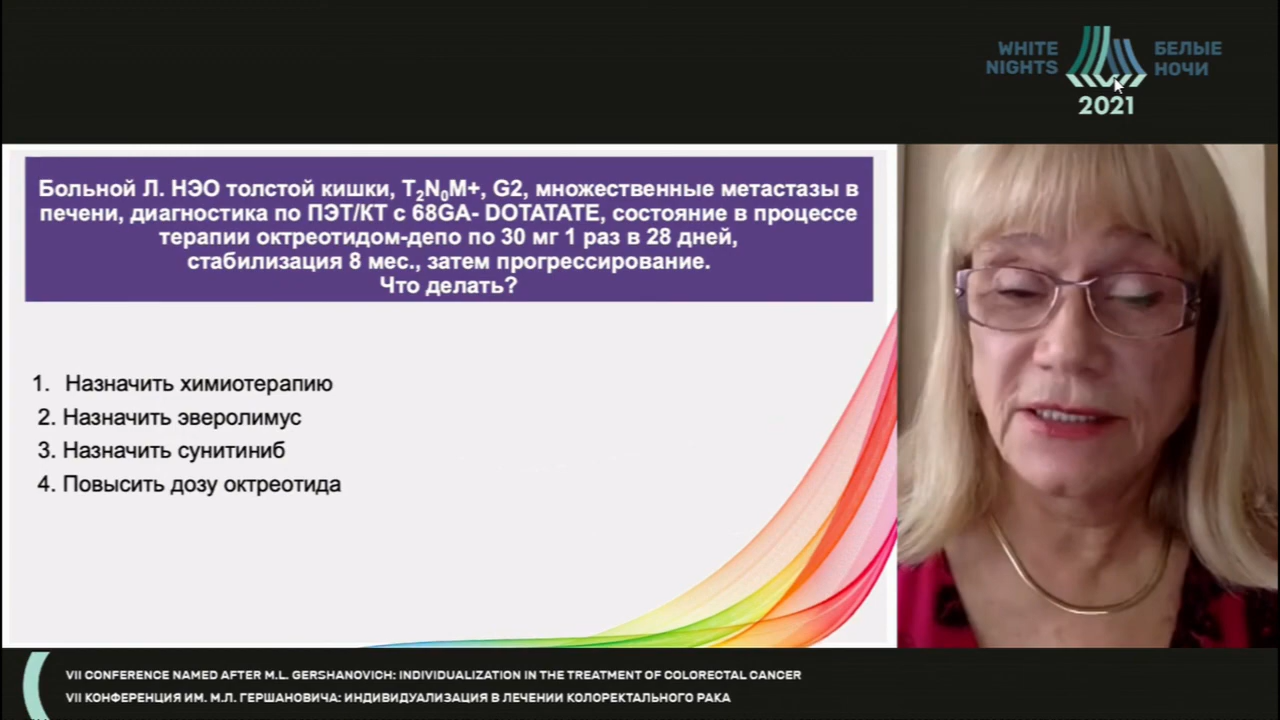 WHITE NIGHTS
БЕЛЫЕ НОЧИ
2021
Больной Л. НЭО толстой кишки, T2N0M+, G2, множественные метастазы в
печени, диагностика по ПЭТ/КТ с 68GA- DOTATATE, состояние в процессе
терапии октреотидом-депо по 30 мг 1 раз в 28 дней,
стабилизация 8 мес., затем прогрессирование.
Что делать?
1. Назначить химиотерапию
2. Назначить эверолимус
3. Назначить сунитиниб
4. Повысить дозу октреотида
VII CONFERENCE NAMED AFTER M.L. GERSHANOVICH: INDIVIDUALIZATION IN THE TREATMENT OF COLORECTAL CANCER
VII КОНФЕРЕНЦИЯ ИМ. М.Л. ГЕРШАНОВИЧА: ИНДИВИДУАЛИЗАЦИЯ В ЛЕЧЕНИИ КОЛОРЕКТАЛЬНОГО РАКА